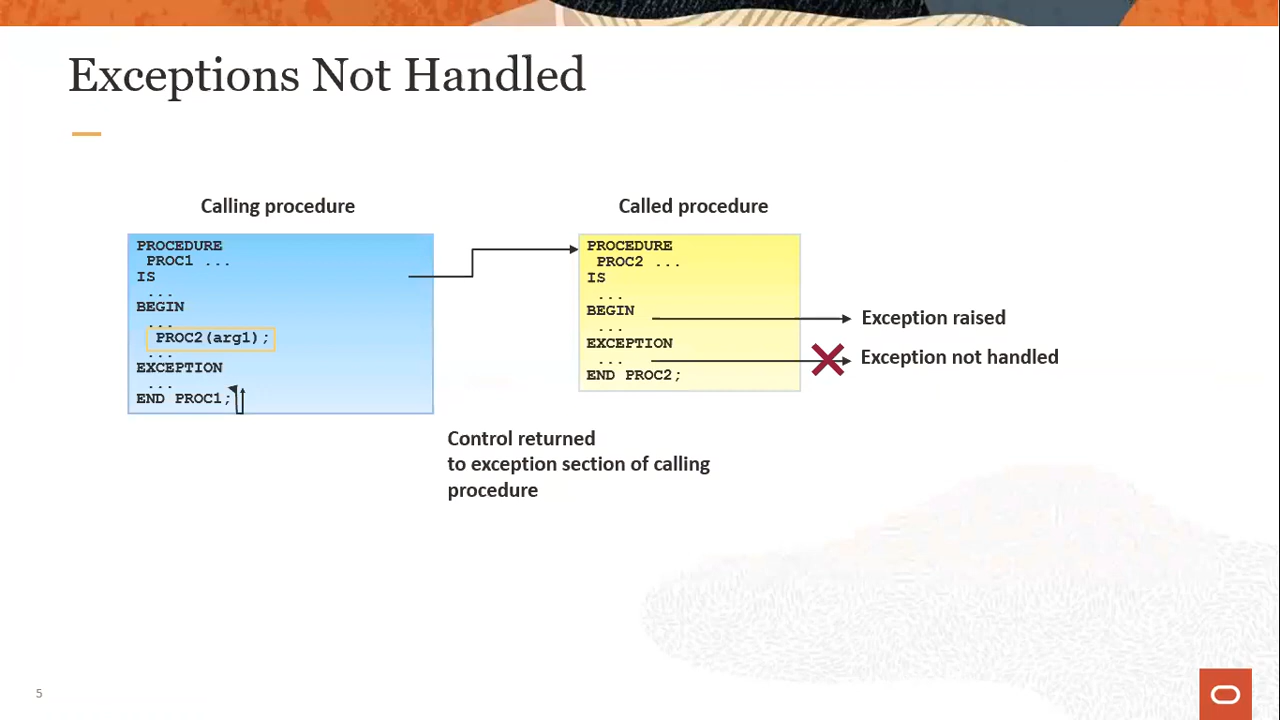 Exceptions Not Handled
Calling procedure
PROCEDURE
PROC1 ...
IS
...
BEGIN
...
PROC2(arg1);
...
EXCEPTION
...
END PROC1;
Called procedure
PROCEDURE
PROC2 ...
IS
...
BEGIN
...
EXCEPTION
...
END PROC2;
Exception raised
Exception not handled
Control returned
to exception section of calling
procedure
5